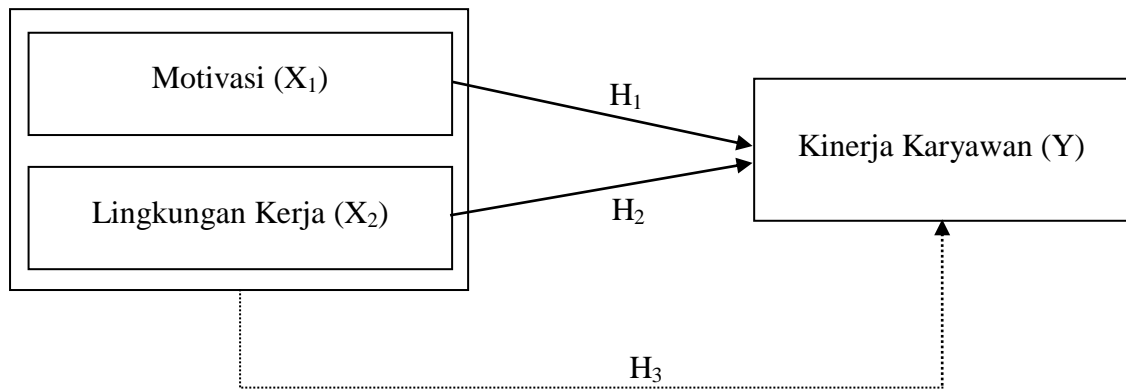 Motivasi (X₁)
H₁
Kinerja Karyawan (Y)
Lingkungan Kerja (X₂)
H₂
H₃